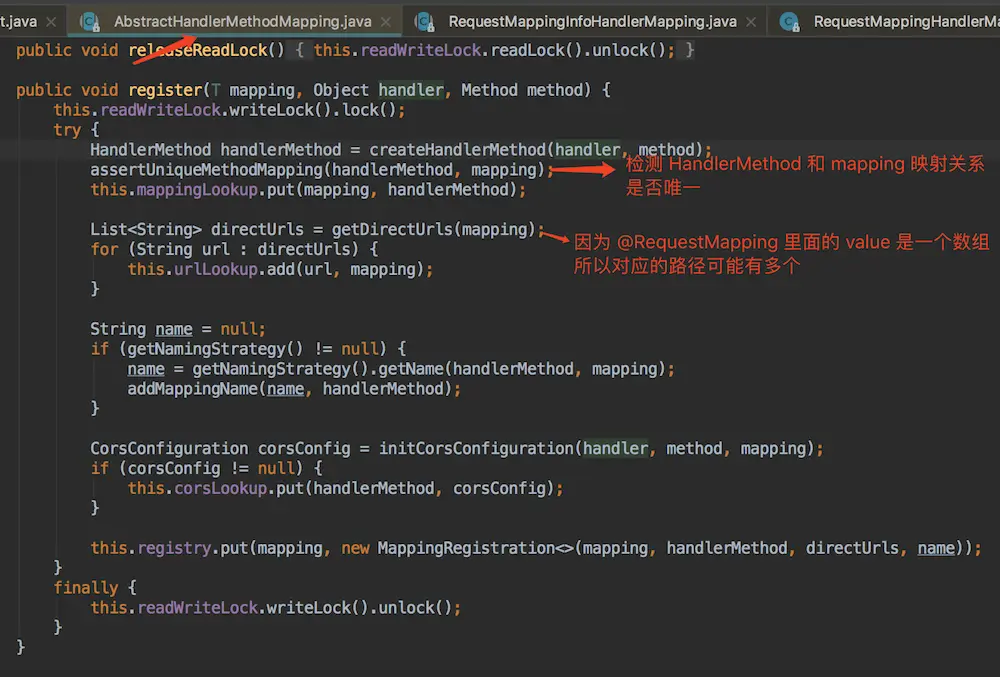 t.java × AbstractHandlerMethodMapping.java × RequestMappingInfoHandlerMapping.java × RequestMappingHandlerMa
public void releaseReadLock() { this.readWriteLock.readLock().unlock(); }
public void register(T mapping, Object handler, Method method) {
this.readWriteLock.writeLock().lock();
try {
HandlerMethod handlerMethod = createHandlerMethod(handler, method);
assertUniqueMethodMapping(handlerMethod, mapping);
检测 HandlerMethod 和 mapping 映射关系
是否唯一
this.mappingLookup.put(mapping, handlerMethod);
List<String> directUrls = getDirectUrls(mapping);
因为 @RequestMapping 里面的 value 是一个数组
所以对应的路径可能有多个
for (String url : directUrls) {
this.urlLookup.add(url, mapping);
}
String name = null;
if (getNamingStrategy() != null) {
name = getNamingStrategy().getName(handlerMethod, mapping);
addMappingName(name, handlerMethod);
}
CorsConfiguration corsConfig = initCorsConfiguration(handler, method, mapping);
if (corsConfig != null) {
this.corsLookup.put(handlerMethod, corsConfig);
}
this.registry.put(mapping, new MappingRegistration<>(mapping, handlerMethod, directUrls, name));
}
finally {
this.readWriteLock.writeLock().unlock();
}
}